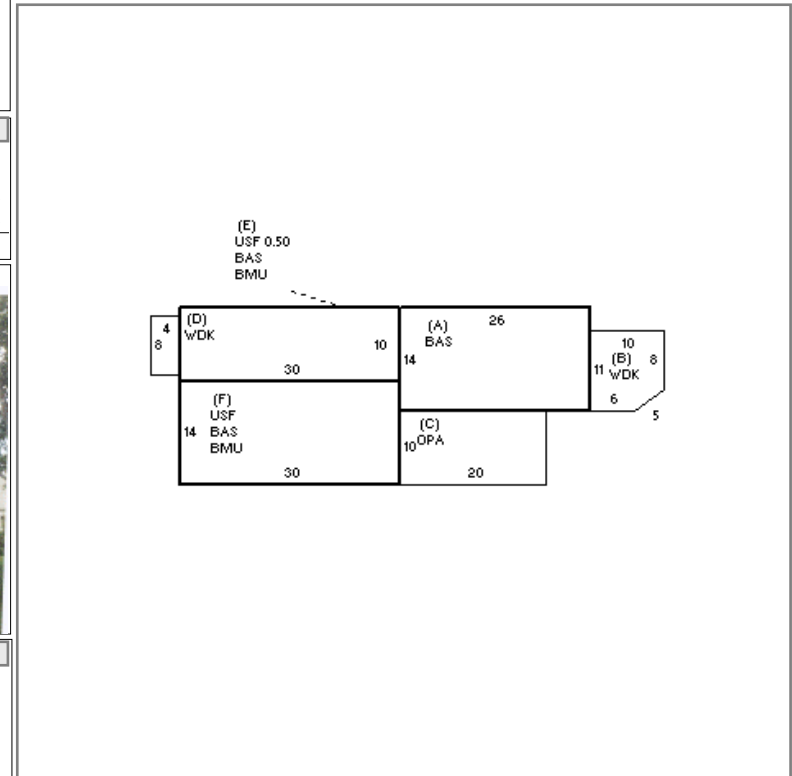 (E)
USF 0.50
BAS
BMU
4
8
(D)
WDK
10
30
(A)
BAS
26
14
10
(B)
WDK
8
11
6
5
(F)
USF
BAS
BMU
14
30
(C)
OPA
10
20